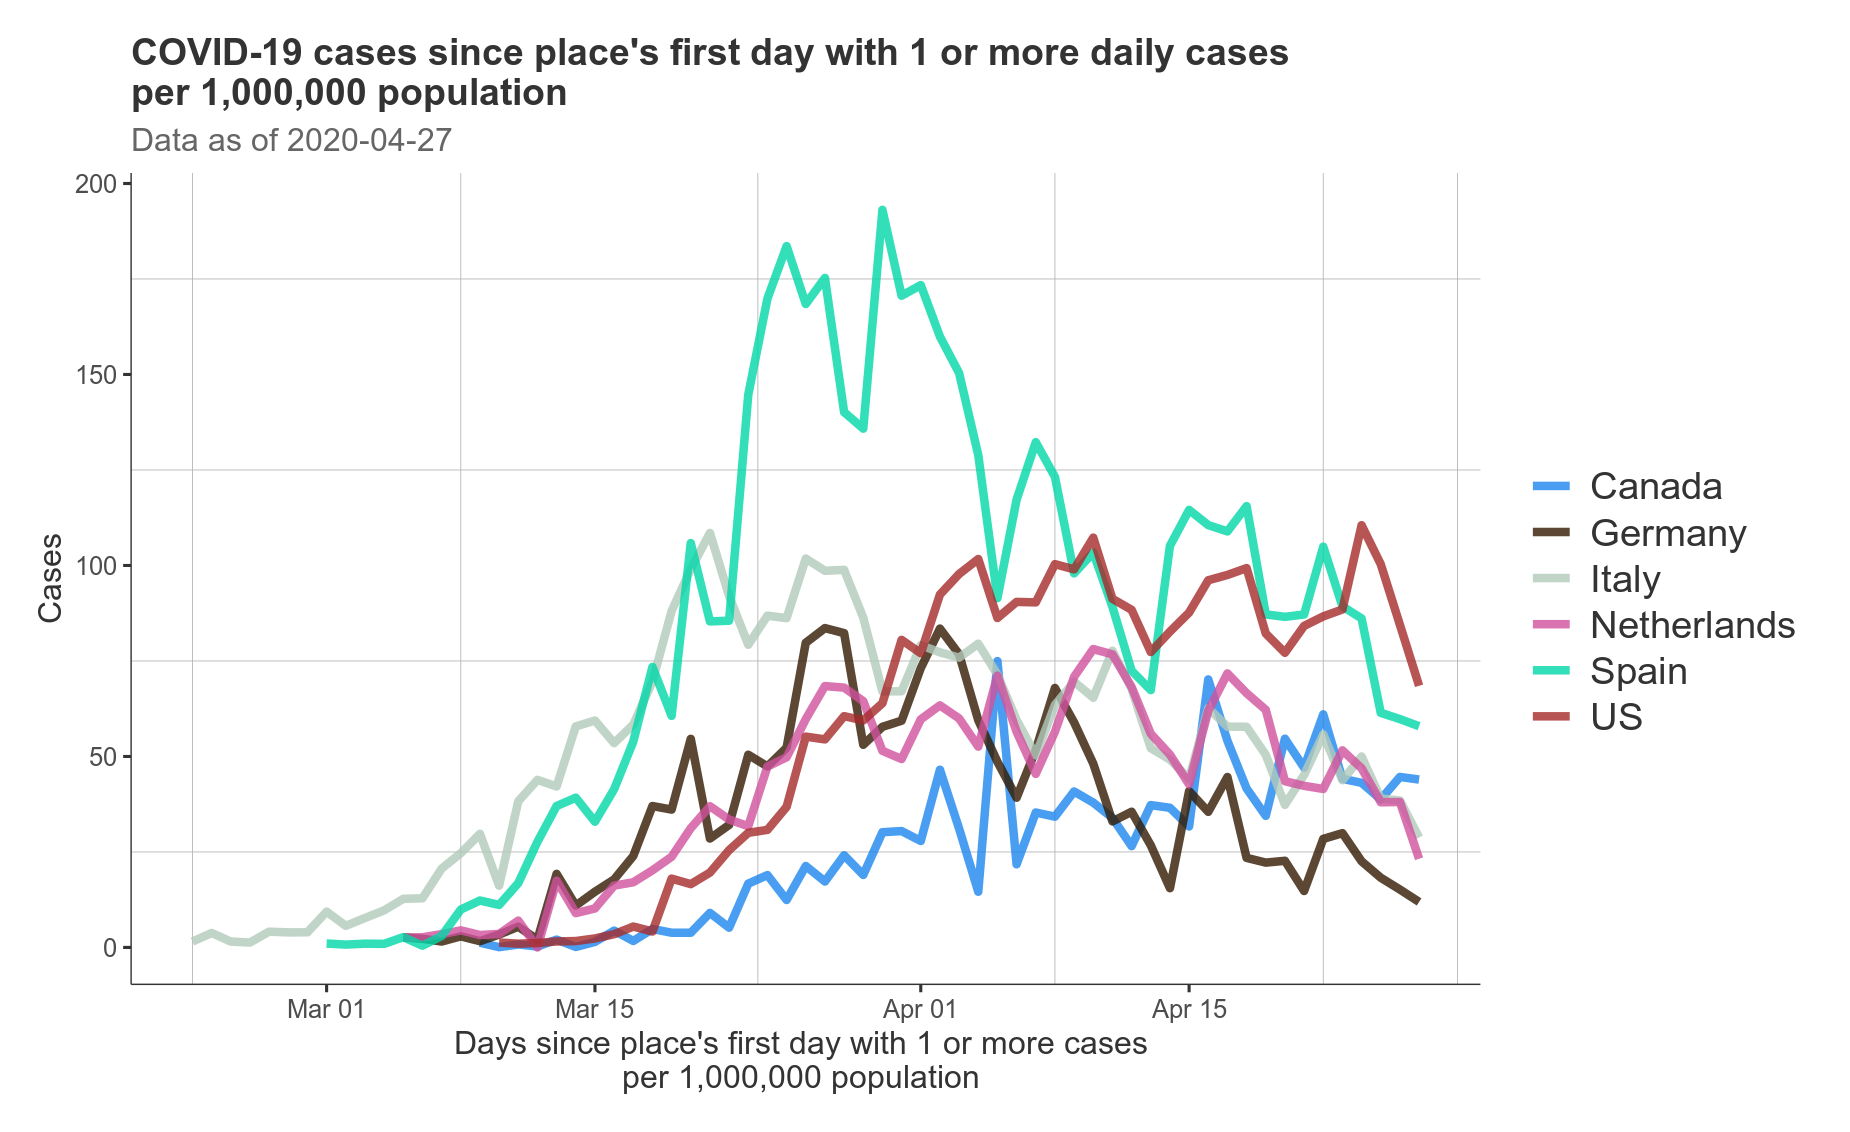 COVID-19 cases since place's first day with 1 or more daily cases
per 1,000,000 population
Data as of 2020-04-27
200
150
100
50
0
Cases
Mar 01
Mar 15
Apr 01
Apr 15
Days since place's first day with 1 or more cases
per 1,000,000 population
Canada
Germany
Italy
Netherlands
Spain
US